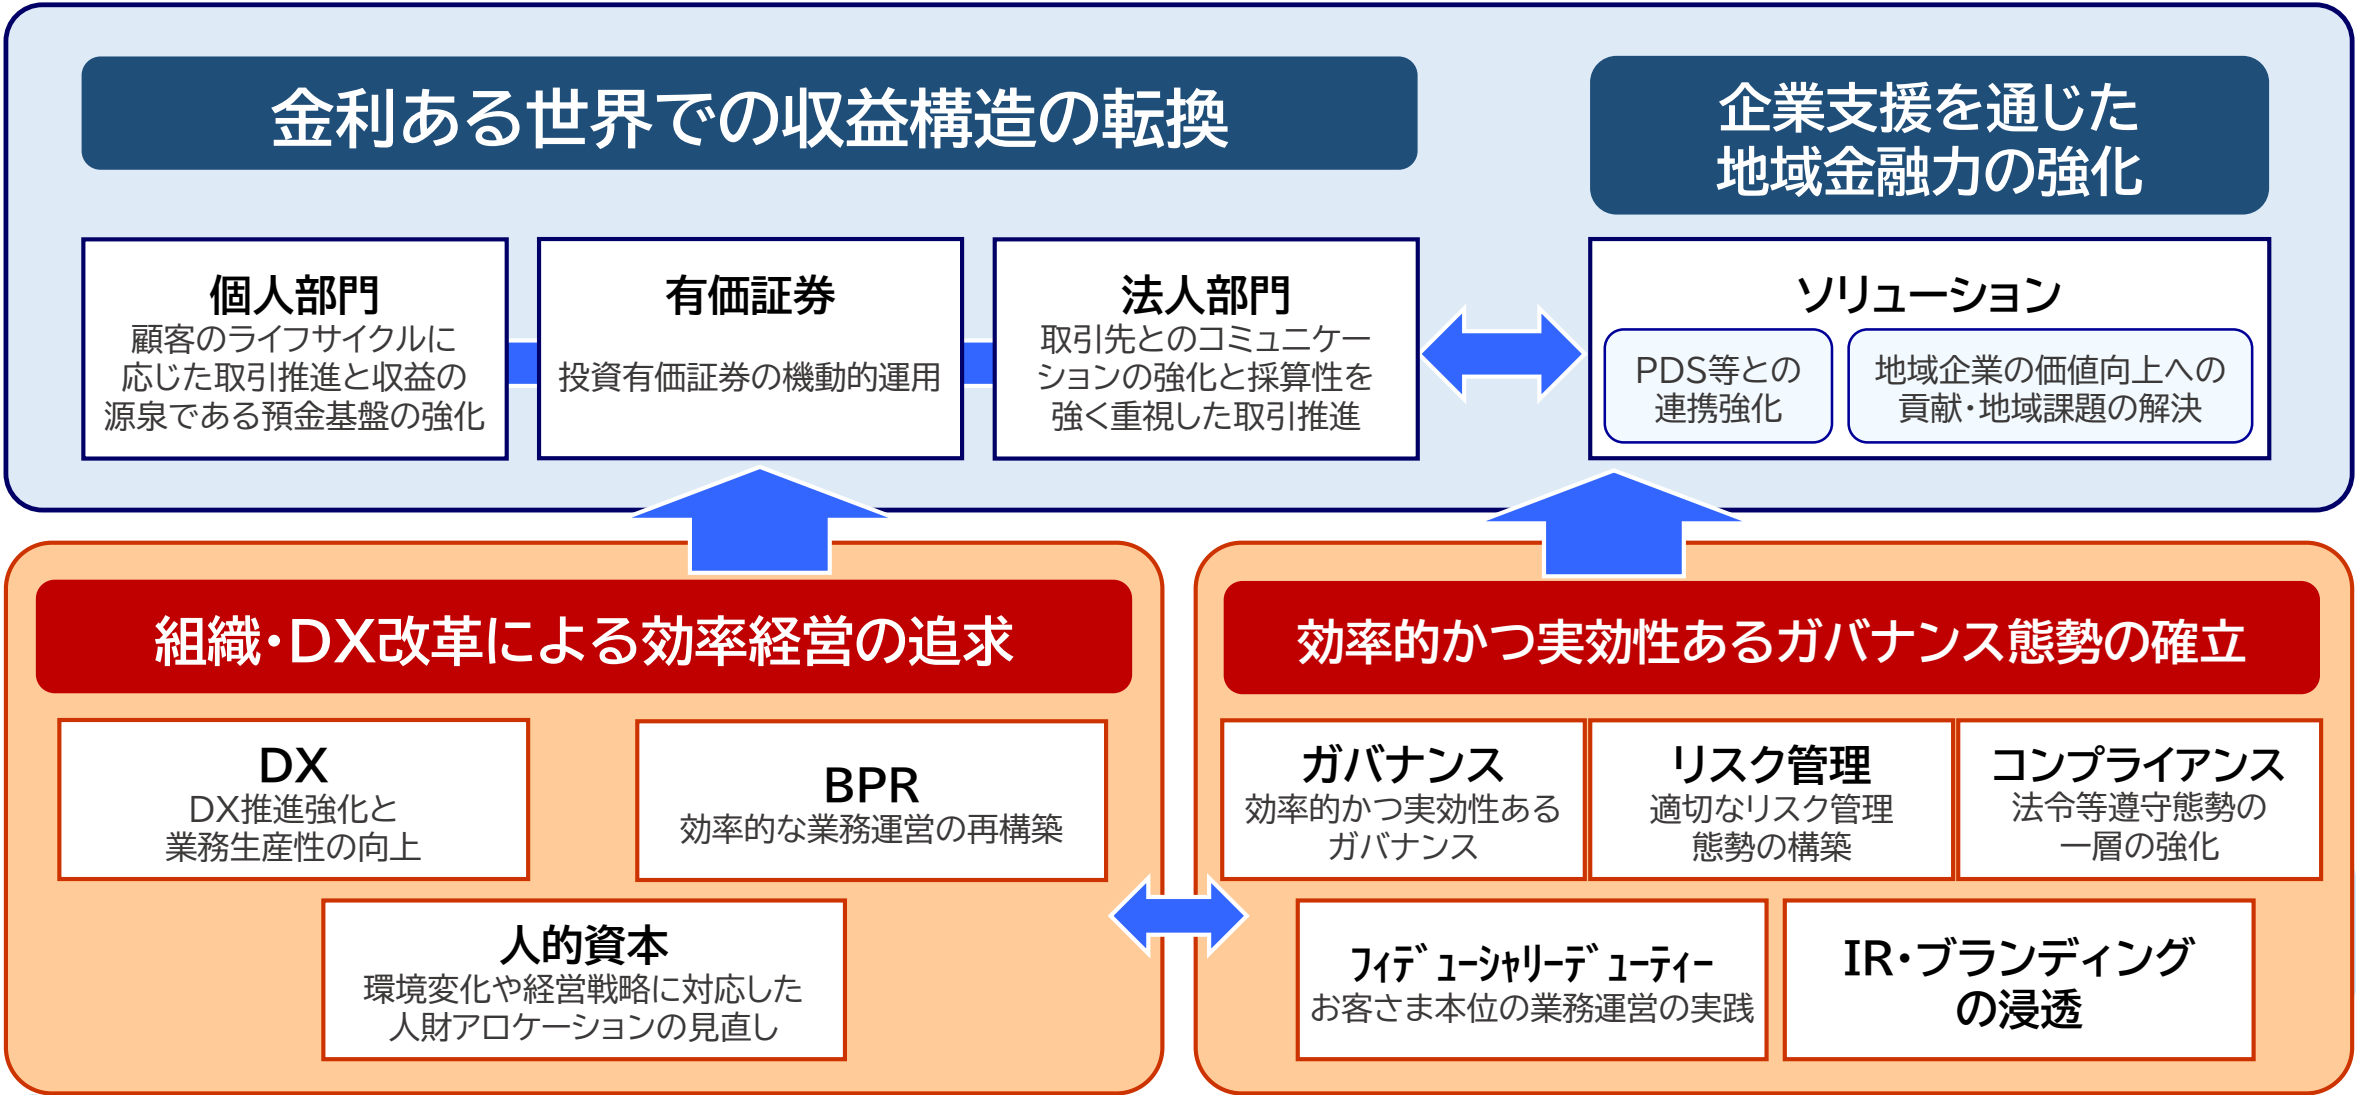 金利ある世界での収益構造の転換
個人部門
顧客のライフサイクルに
応じた取引推進と収益の
源泉である預金基盤の強化
有価証券
投資有価証券の機動的運用
法人部門
取引先とのコミュニケー
ションの強化と採算性を
強く重視した取引推進
企業支援を通じた
地域金融力の強化
ソリューション
PDS等との
連携強化
地域企業の価値向上への
貢献・地域課題の解決
組織・DX改革による効率経営の追求
DX
DX推進強化と
業務生産性の向上
BPR
効率的な業務運営の再構築
人的資本
環境変化や経営戦略に対応した
人財アロケーションの見直し
効率的かつ実効性あるガバナンス態勢の確立
ガバナンス
効率的かつ実効性ある
ガバナンス
リスク管理
適切なリスク管理
態勢の構築
コンプライアンス
法令等遵守態勢の
一層の強化
フィデューシャリーデューティー
お客さま本位の業務運営の実践
IR・ブランディング
の浸透